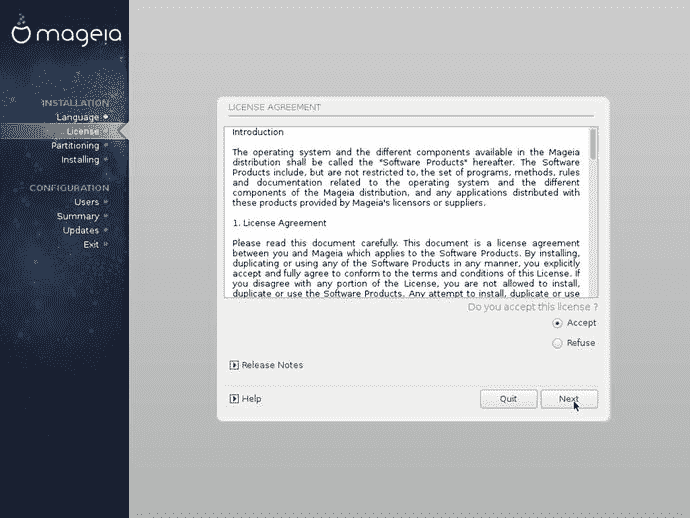 mageia
INSTALLATION
Language
License
Partitioning
Installing
CONFIGURATION
Users
Summary
Updates
Exit
LICENSE AGREEMENT
Introduction
The operating system and the different components available in the Mageia
distribution shall be called the "Software Products" hereafter. The Software
Products include, but are not restricted to, the set of programs, methods, rules
and documentation related to the operating system and the different
components of the Mageia distribution, and any applications distributed with
these products provided by Mageia's licensors or suppliers.
1. License Agreement
Please read this document carefully. This document is a license agreement
between you and Mageia which applies to the Software Products. By installing,
duplicating or using any of the Software Products in any manner, you explicitly
accept and fully agree to conform to the terms and conditions of this License. If
you disagree with any portion of the License, you are not allowed to install,
duplicate or use the Software Products. Any attempt to install, duplicate or use
Do you accept this license ?
Accept
Refuse
Release Notes
Help
Quit
Next